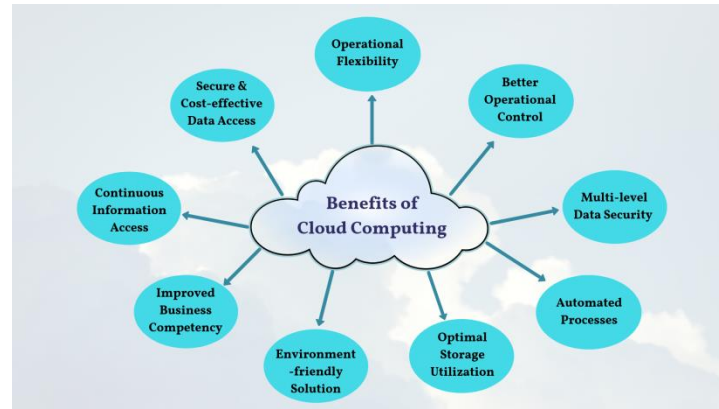 Benefits of
Cloud Computing
Operational
Flexibility
Better
Operational
Control
Multi-level
Data Security
Automated
Processes
Optimal
Storage
Utilization
Environment
-friendly
Solution
Improved
Business
Competency
Continuous
Information
Access
Secure &
Cost-effective
Data Access